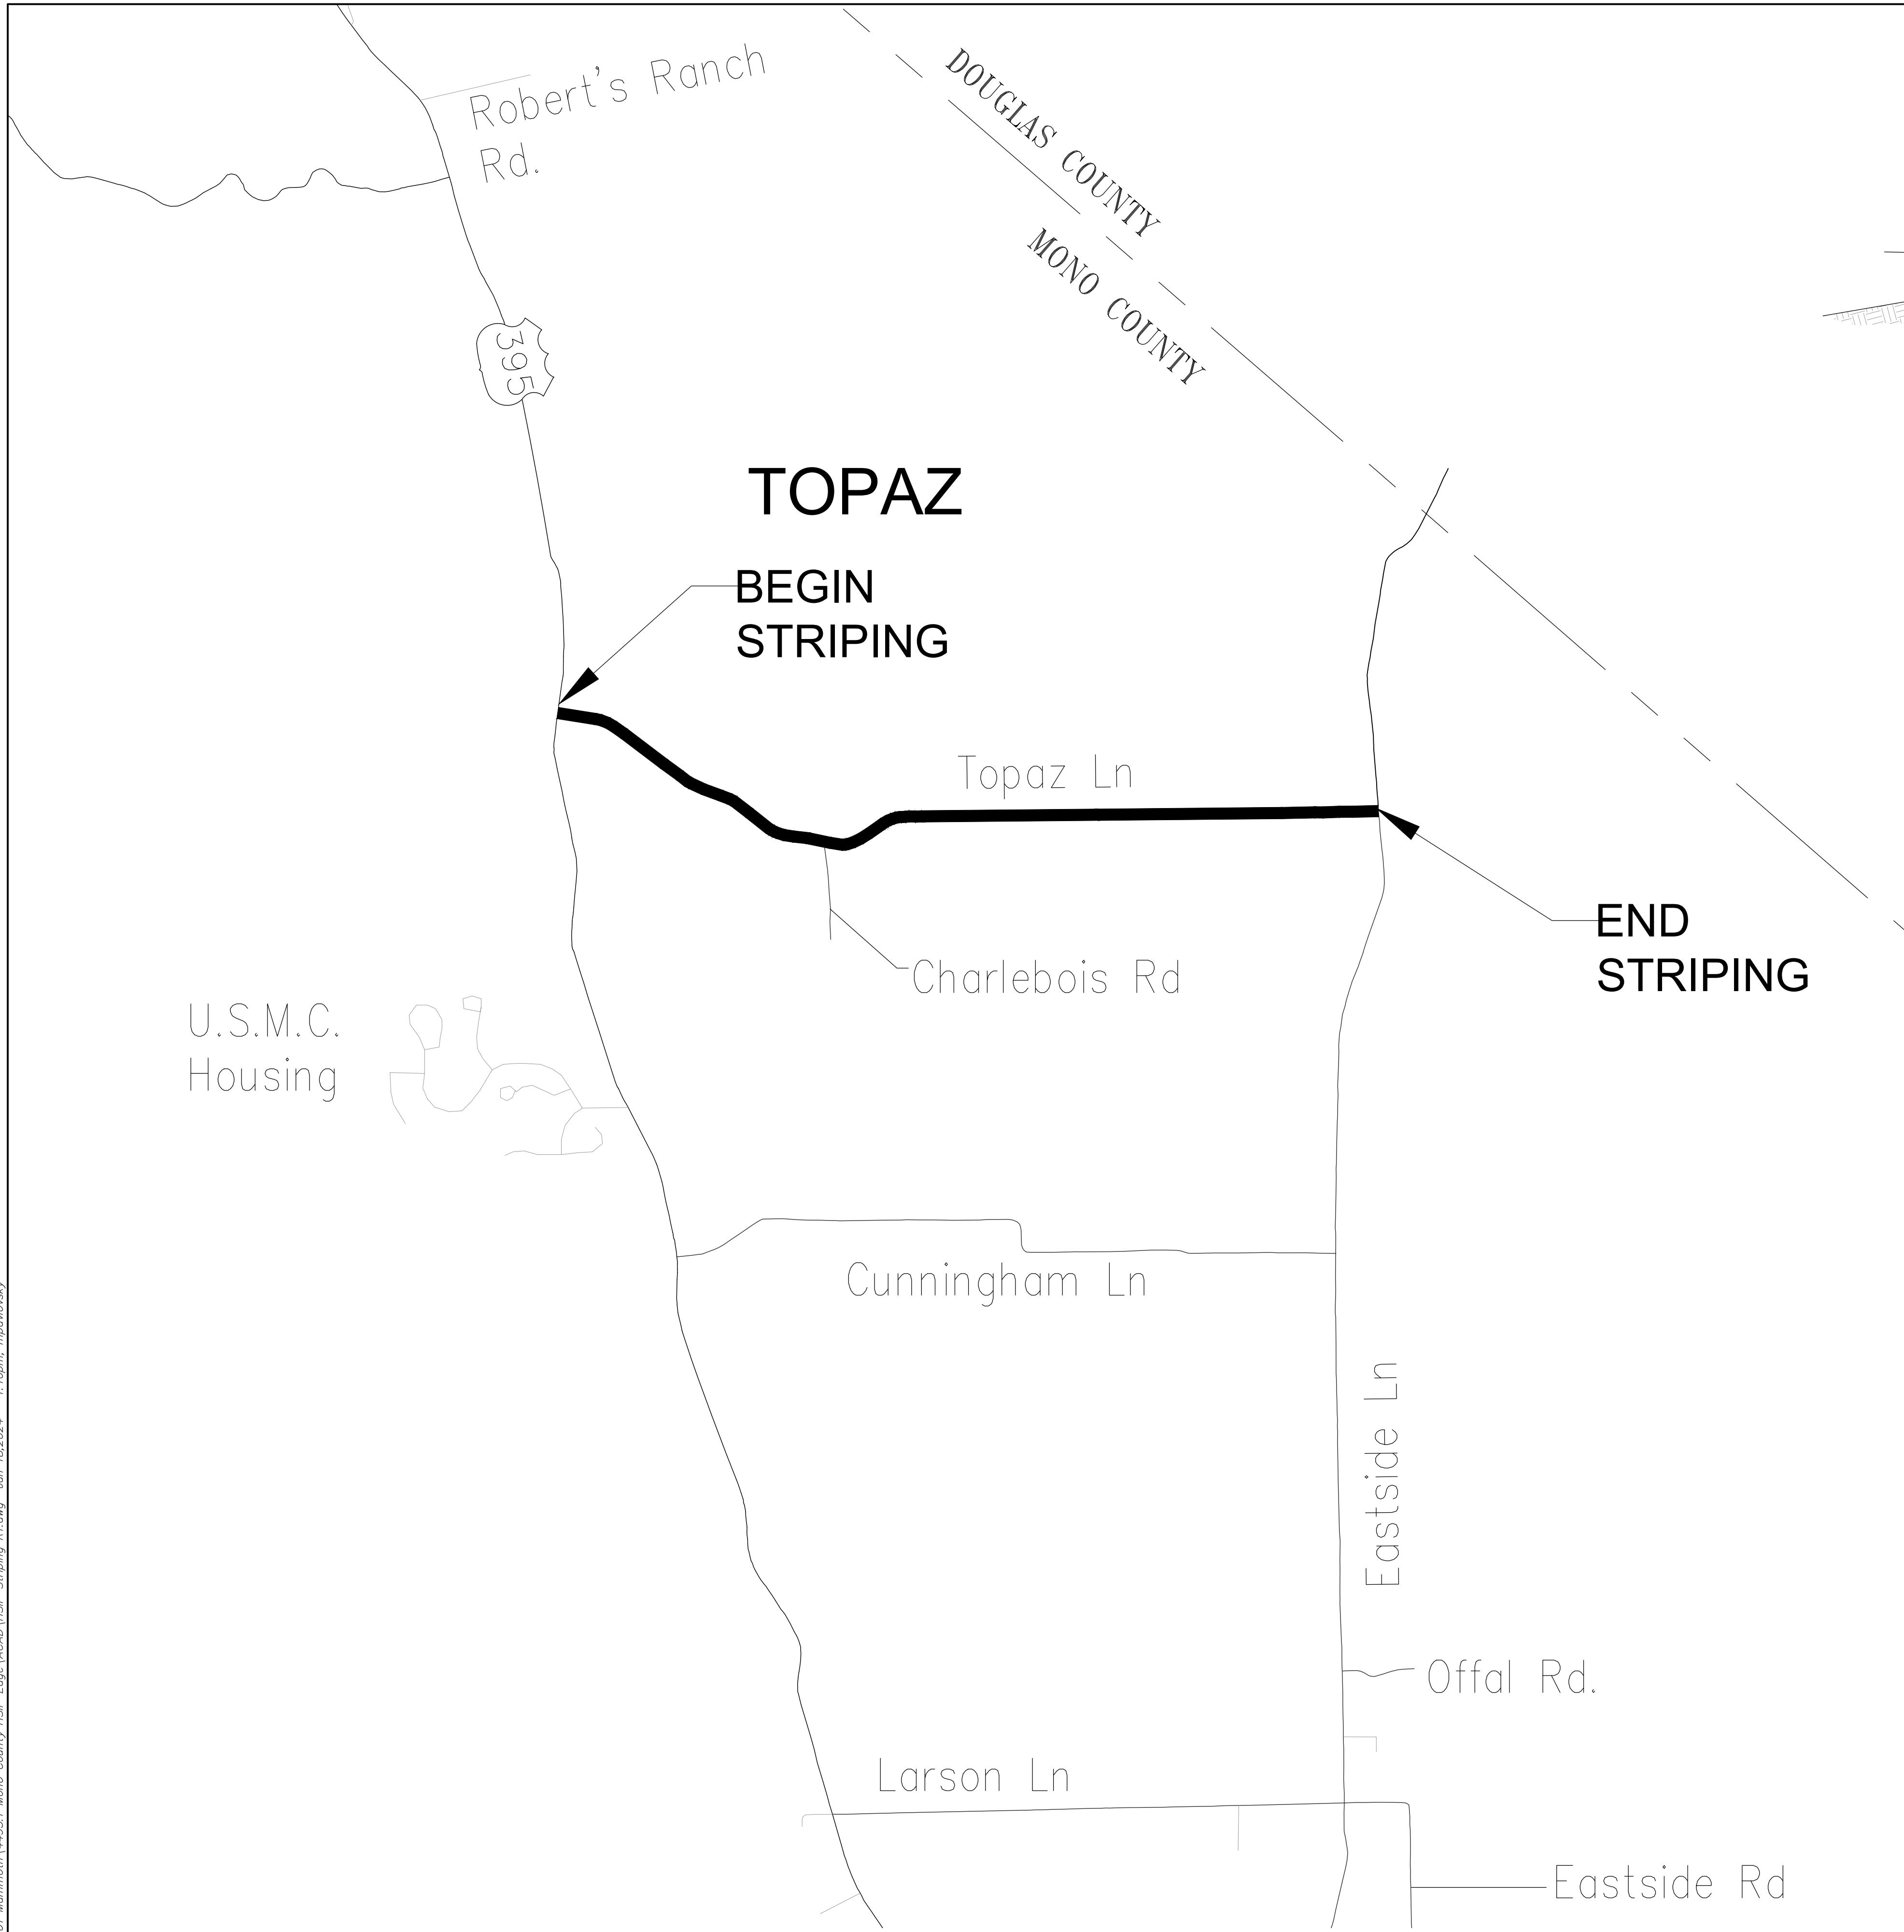 Robert's Ranch
Rd.
DOUGLAS COUNTY
MONO COUNTY
395
TOPAZ
BEGIN
STRIPING
Topaz Ln
END
STRIPING
Charlebois Rd
U.S.M.C.
Housing
Cunningham Ln
Eastside Ln
Offal Rd.
Larson Ln
Eastside Rd